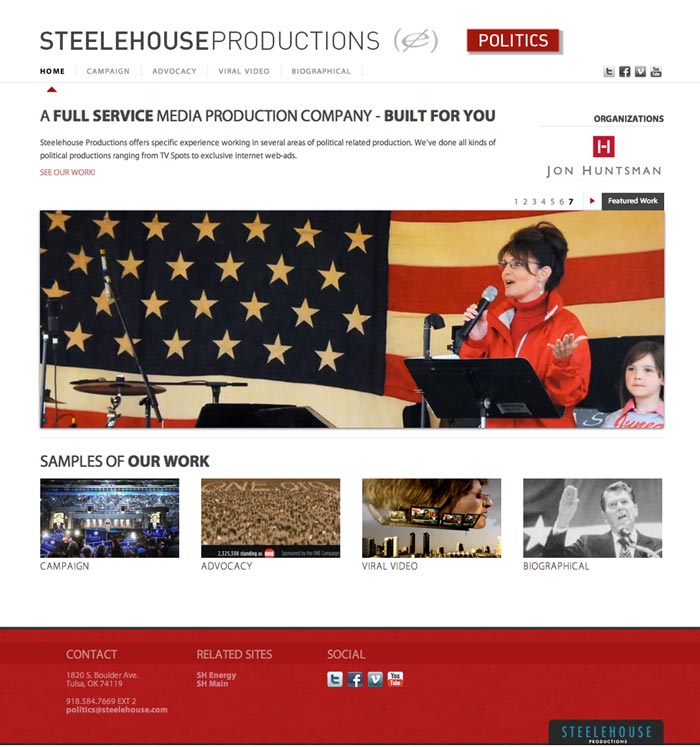 STEELEHOUSEPRODUCTIONS
POLITICS
HOME
CAMPAIGN
ADVOCACY
VIRAL VIDEO
BIOGRAPHICAL
A FULL SERVICE MEDIA PRODUCTION COMPANY - BUILT FOR YOU
Steelehouse Productions offers specific experience working in several areas of political related production. We've done all kinds of
political productions ranging from TV Spots to exclusive internet web-ads.
SEE OUR WORK!
ORGANIZATIONS
H
JON HUNTSMAN
1 2 3 4 5 6 7
Featured Work
SAMPLES OF OUR WORK
ONE
2,325,308 standing as ONE
Sponsored by the ONE Campaign
CAMPAIGN
ADVOCACY
VIRAL VIDEO
BIOGRAPHICAL
CONTACT
1820 S. Boulder Ave.
Tulsa, OK 74119
918.584.7669 EXT 2
politics@steelehouse.com
RELATED SITES
SH Energy
SH Main
SOCIAL
You
Tube
STEELEHOUSE
PRODUCTIONS